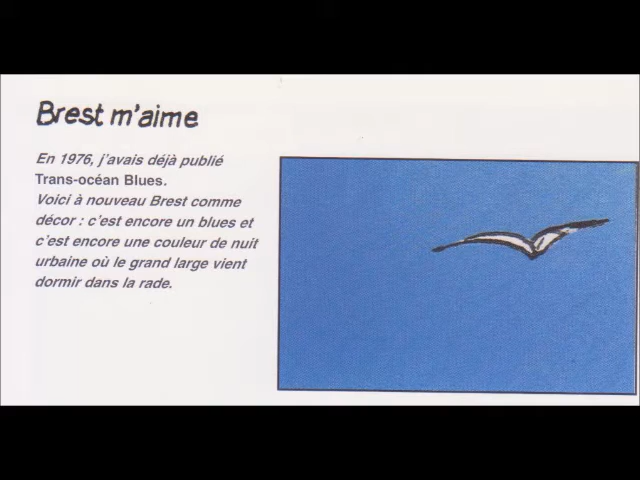 Brest m'aime
En 1976, j'avais déjà publié
Trans-océan Blues.
Voici à nouveau Brest comme
décor : c'est encore un blues et
c'est encore une couleur de nuit
urbaine où le grand large vient
dormir dans la rade.